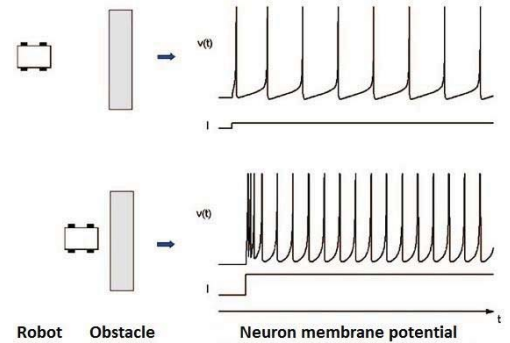 v(t)
I
v(t)
I
t
Robot Obstacle Neuron membrane potential